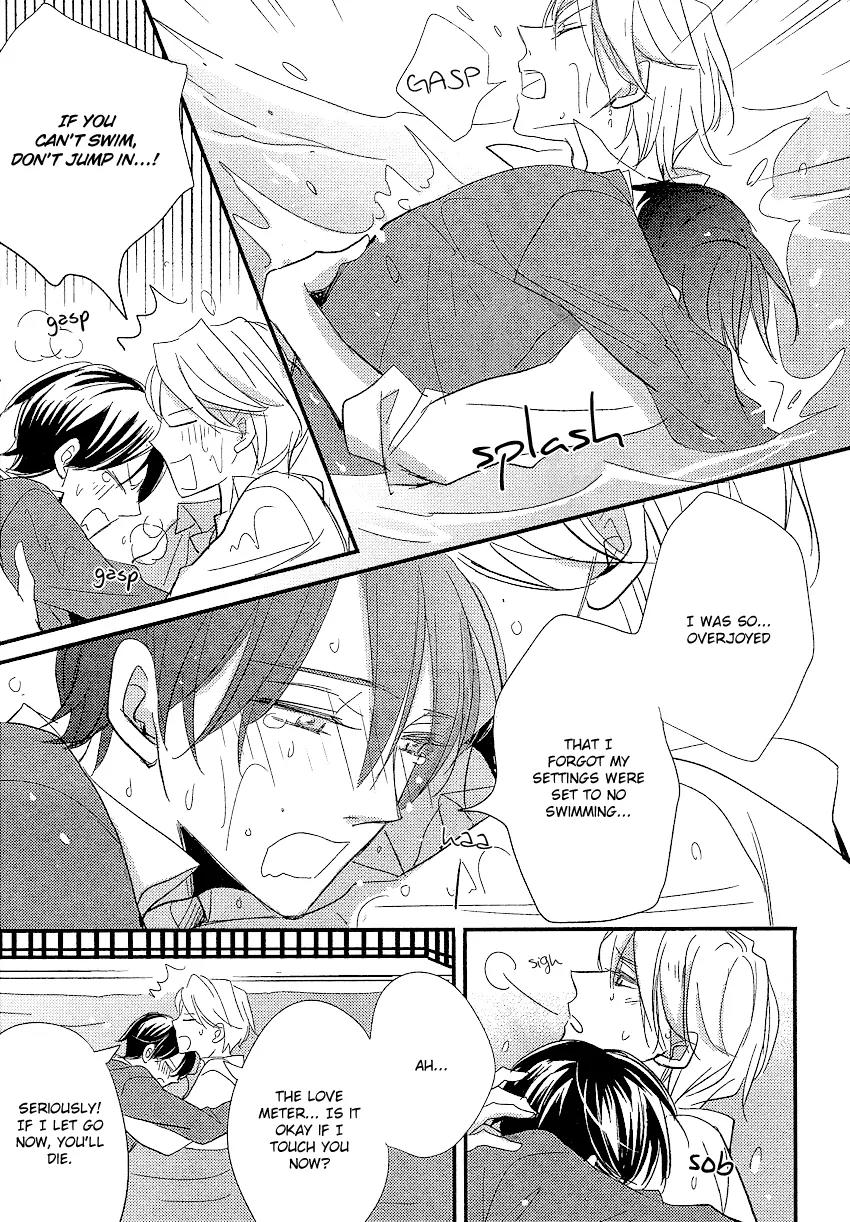 GASP
splash
IF YOU
CAN'T SWIM,
DON'T JUMP IN...!
gasp
gasp
I WAS SO...
OVERJOYED
THAT I
FORGOT MY
SETTINGS WERE
SET TO NO
SWIMMING...
haa
sigh
sob
AH...
THE LOVE
METER... IS IT
OKAY IF I
TOUCH YOU
NOW?
SERIOUSLY!
IF I LET GO
NOW, YOU'LL
DIE.